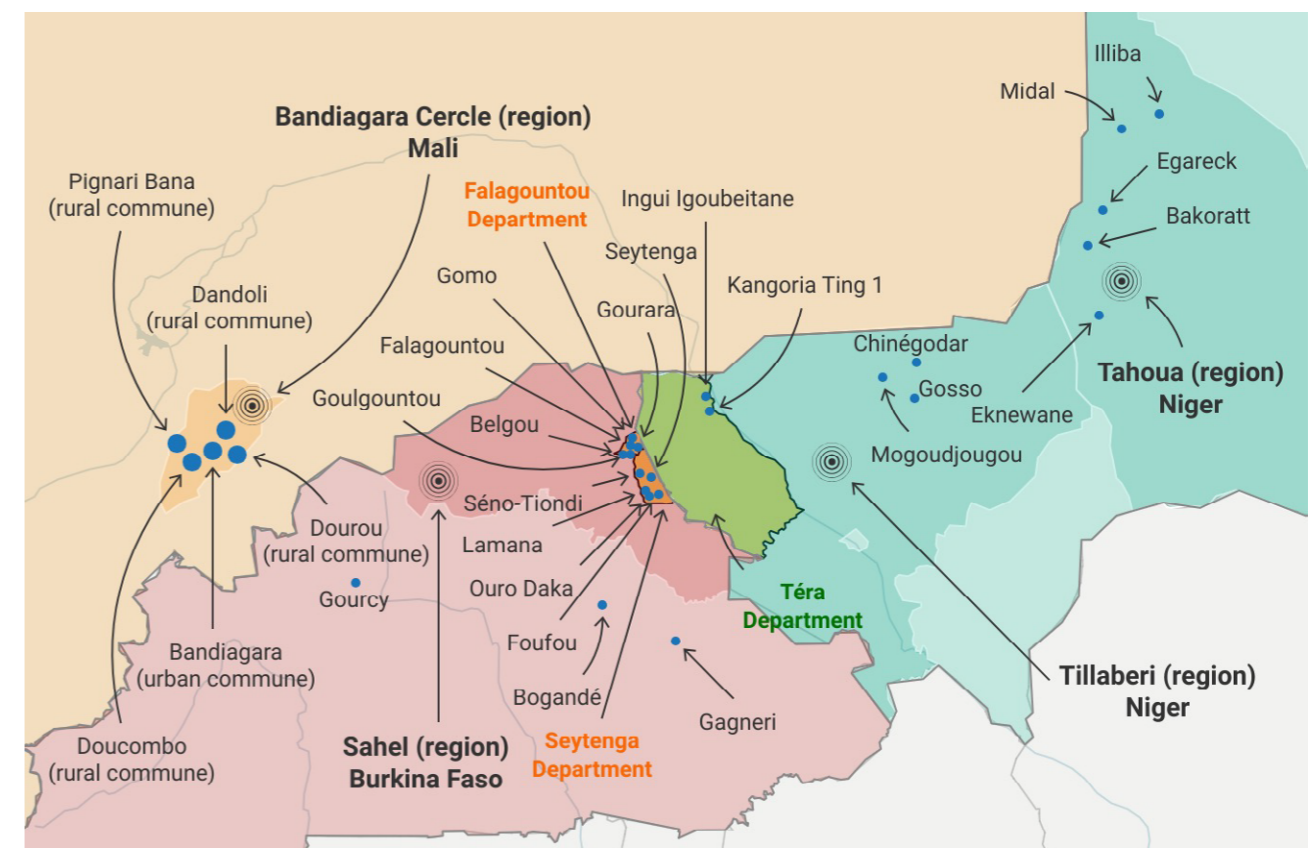 Illiba
Midal
Bandiagara Cercle (region)
Mali
Egareck
Pignari Bana
(rural commune)
Falagountou
Department
Ingui Igoubeitane
Bakoratt
Seytenga
Gomo
Kangoria Ting 1
Dandoli
(rural commune)
Gourara
Falagountou
Chinégodar
Tahoua (region)
Niger
Goulgountou
Gosso
Eknewane
Belgou
Mogoudjougou
Séno-Tiondi
Dourou
(rural commune)
Lamana
Ouro Daka
Téra
Department
Gourcy
Foufou
Bandiagara
(urban commune)
Tillaberi (region)
Niger
Bogandé
Gagneri
Doucombo
(rural commune)
Sahel (region)
Burkina Faso
Seytenga
Department